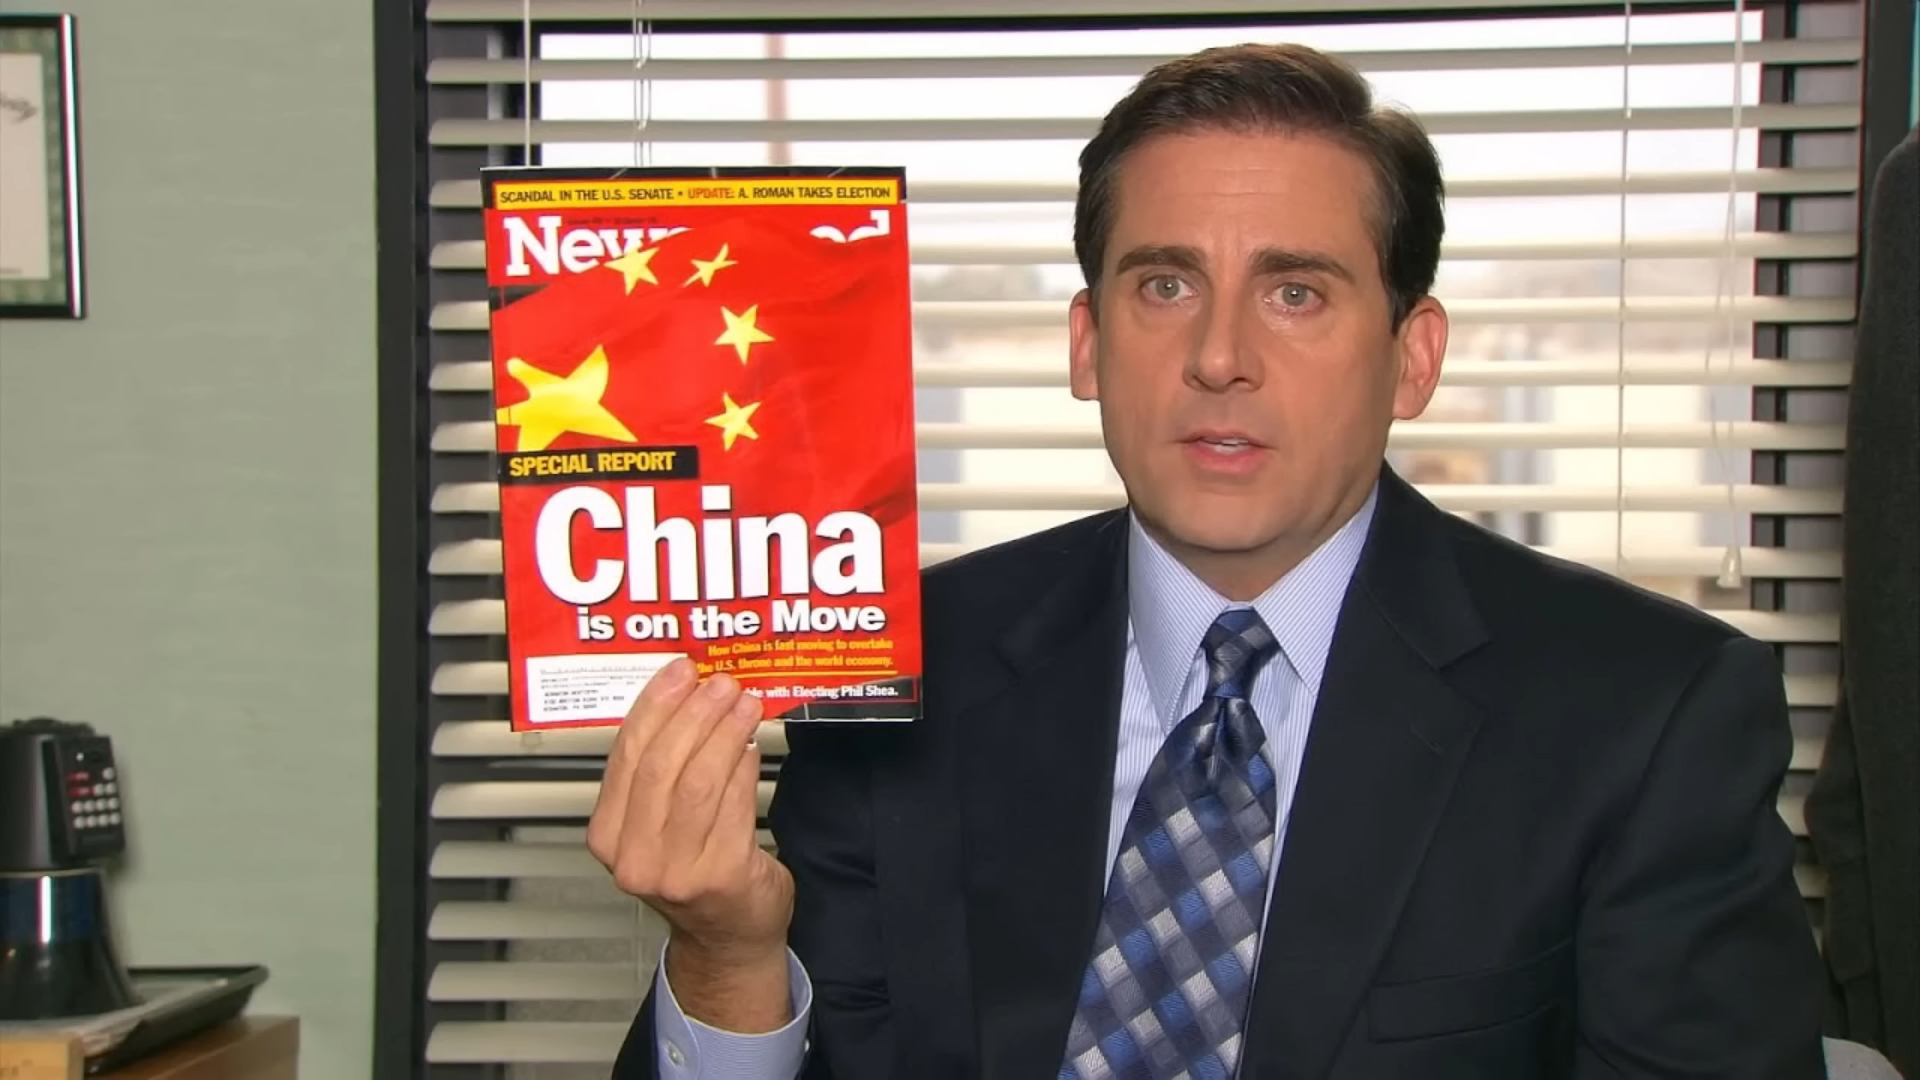 SCANDAL IN THE U.S. SENATE • UPDATE: A. ROMAN TAKES ELECTION
SPECIAL REPORT
China
is on the Move
How China is fast moving to overtake
the U.S. throne and the world economy.
with Electing Phil Shea.